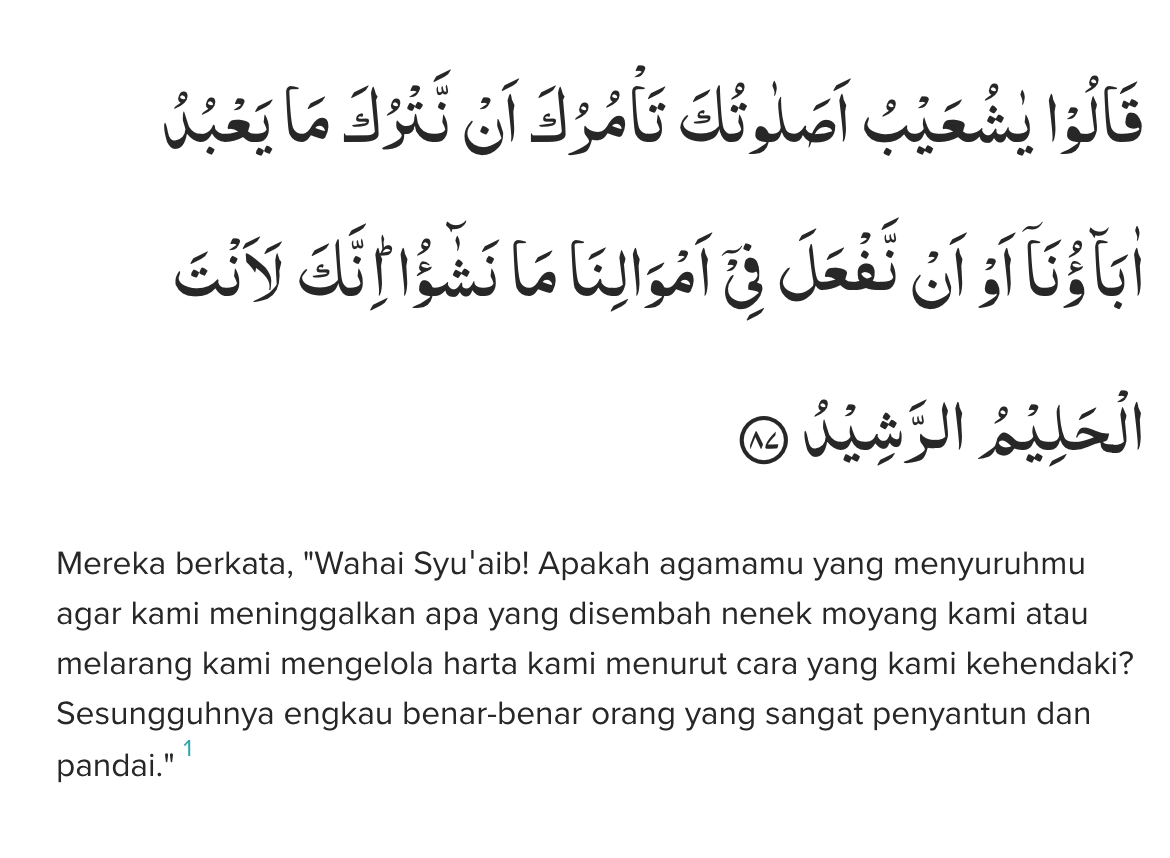 قَالُوْا يٰشُعَيْبُ اَصَلٰوتُكَ تَأْمُرُكَ اَنْ نَّتْرُكَ مَا يَعْبُدُ
اٰبَاۤؤُنَآ اَوْ اَنْ نَّفْعَلَ فِيْٓ اَمْوَالِنَا مَا نَشٰۤؤُا ۗاِنَّكَ لَاَنْتَ
الْحَلِيْمُ الرَّشِيْدُ ۝٨٧
Mereka berkata, "Wahai Syu'aib! Apakah agamamu yang menyuruhmu
agar kami meninggalkan apa yang disembah nenek moyang kami atau
melarang kami mengelola harta kami menurut cara yang kami kehendaki?
Sesungguhnya engkau benar-benar orang yang sangat penyantun dan
pandai." 1